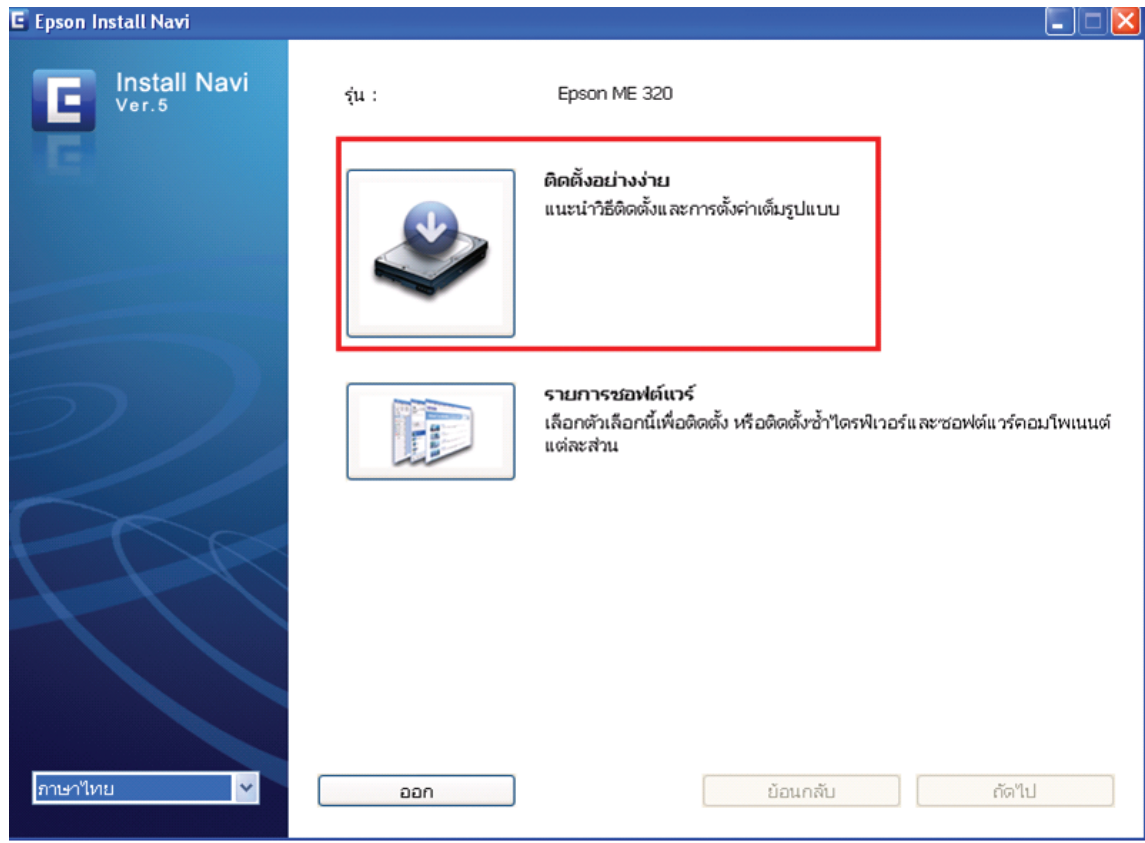 Epson Install Navi
Install Navi
Ver.5
รุ่น :
Epson ME 320
ติดตั้งอย่างง่าย
แนะนำวิธีติดตั้งและการตั้งค่าเต็มรูปแบบ
รายการซอฟต์แวร์
เลือกตัวเลือกนี้เพื่อติดตั้ง หรือติดตั้งซ้ำไดรฟ์เวอร์และซอฟต์แวร์คอมโพเนนต์
แต่ละส่วน
ภาษาไทย
ออก
ย้อนกลับ
ถัดไป